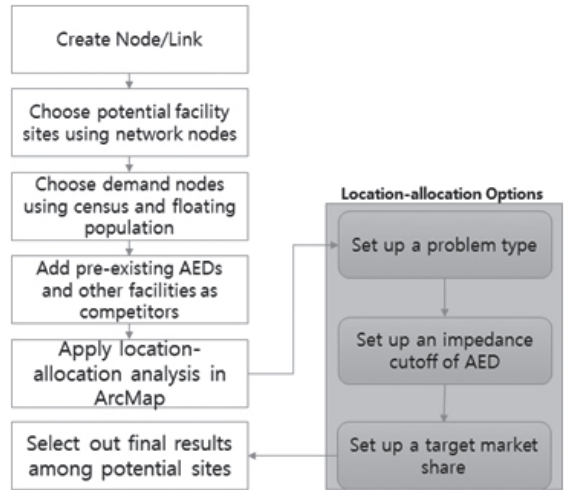 Create Node/Link
Choose potential facility
sites using network nodes
Choose demand nodes
using census and floating
population
Add pre-existing AEDs
and other facilities as
competitors
Apply location-
allocation analysis in
ArcMap
Location-allocation Options
Set up a problem type
Set up an impedance
cutoff of AED
Set up a target market
share
Select out final results
among potential sites